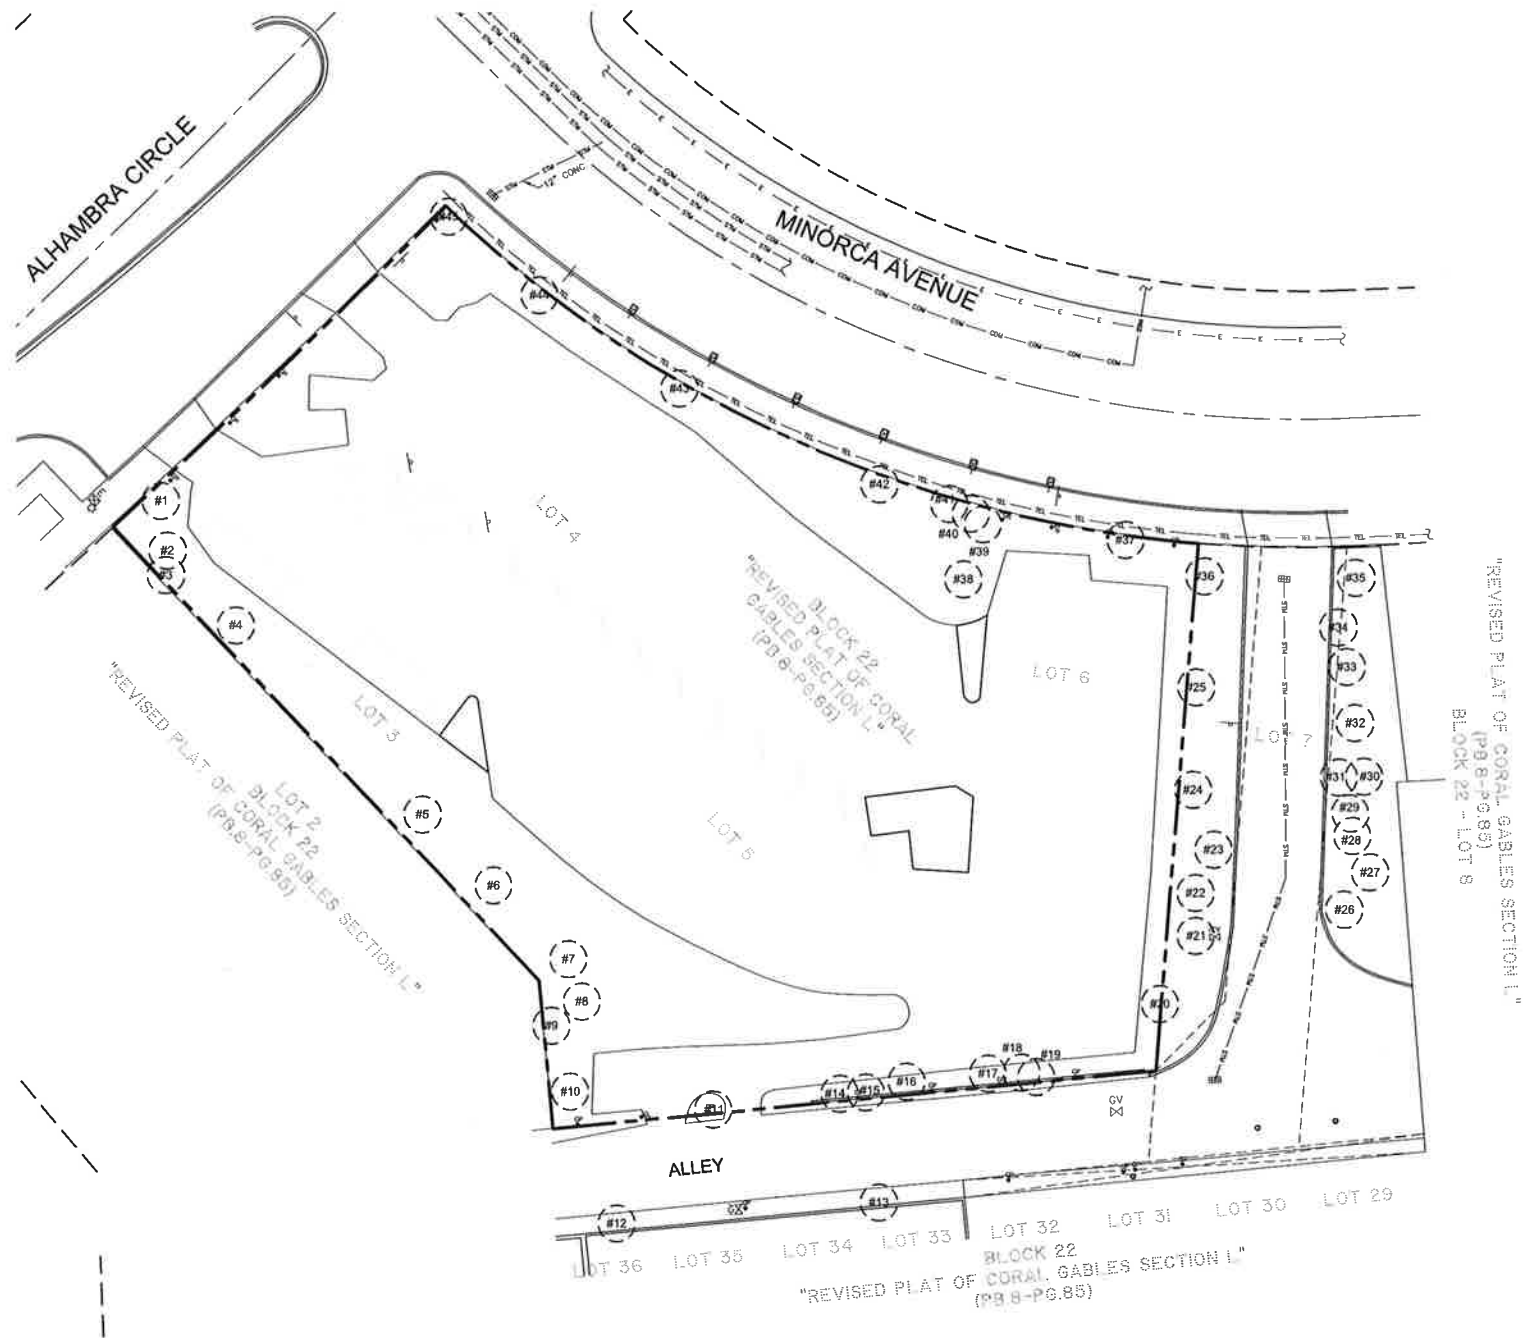 ALHAMBRA CIRCLE
MINORCA AVENUE
12" CONC
#44
#43
#42
#40
#39
#38
#37
#36
#35
#34
#33
#32
#31
#30
#29
#28
#27
#26
#25
#24
#23
#22
#21
#20
#1
#2
#3
#4
#5
#6
#7
#8
#9
#10
#14
#15
#16
#17
#18
#19
#12
#13
LOT 4
LOT 3
LOT 5
LOT 6
BLOCK 22
"REVISED PLAT OF CORAL
GABLES SECTION L"
(PB.8-PG.85)
LOT 2
BLOCK 22
"REVISED PLAT OF CORAL GABLES SECTION L"
(PB.8-PG.85)
"REVISED PLAT OF CORAL GABLES SECTION L"
(PB.8-PG.85)
BLOCK 22 - LOT 8
GV
ALLEY
LOT 36
LOT 35
LOT 34
LOT 33
LOT 32
LOT 31
LOT 30
LOT 29
BLOCK 22
"REVISED PLAT OF CORAL GABLES SECTION L"
(PB.8-PG.85)